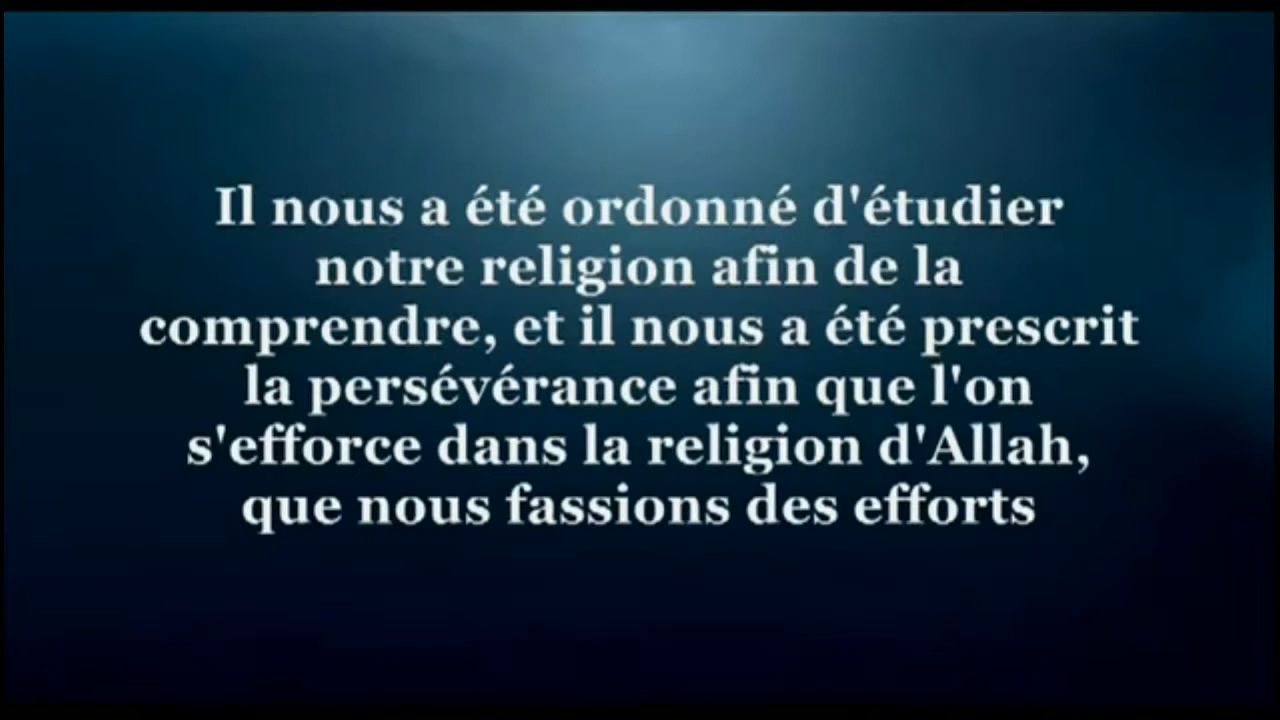 Il nous a été ordonné d'étudier
notre religion afin de la
comprendre, et il nous a été prescrit
la persévérance afin que l'on
s'efforce dans la religion d'Allah,
que nous fassions des efforts